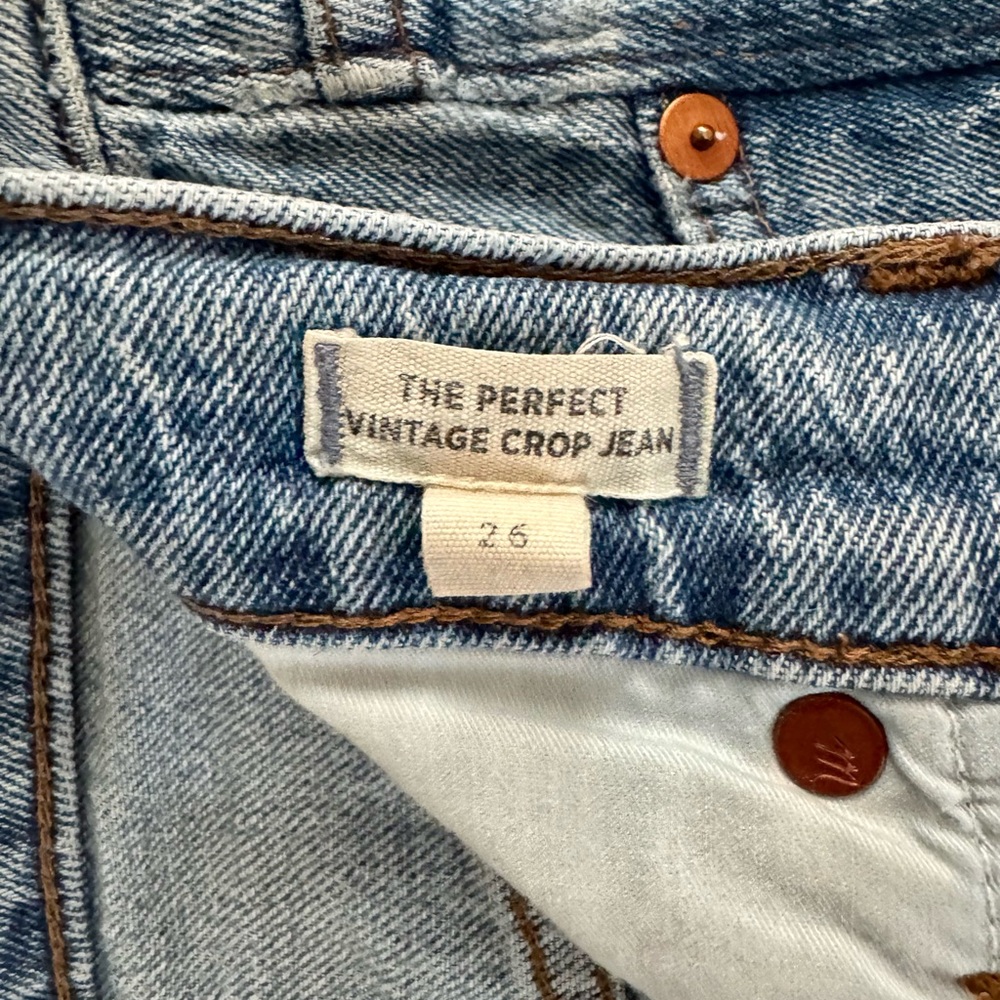 THE PERFECT
VINTAGE CROP JEAN
26